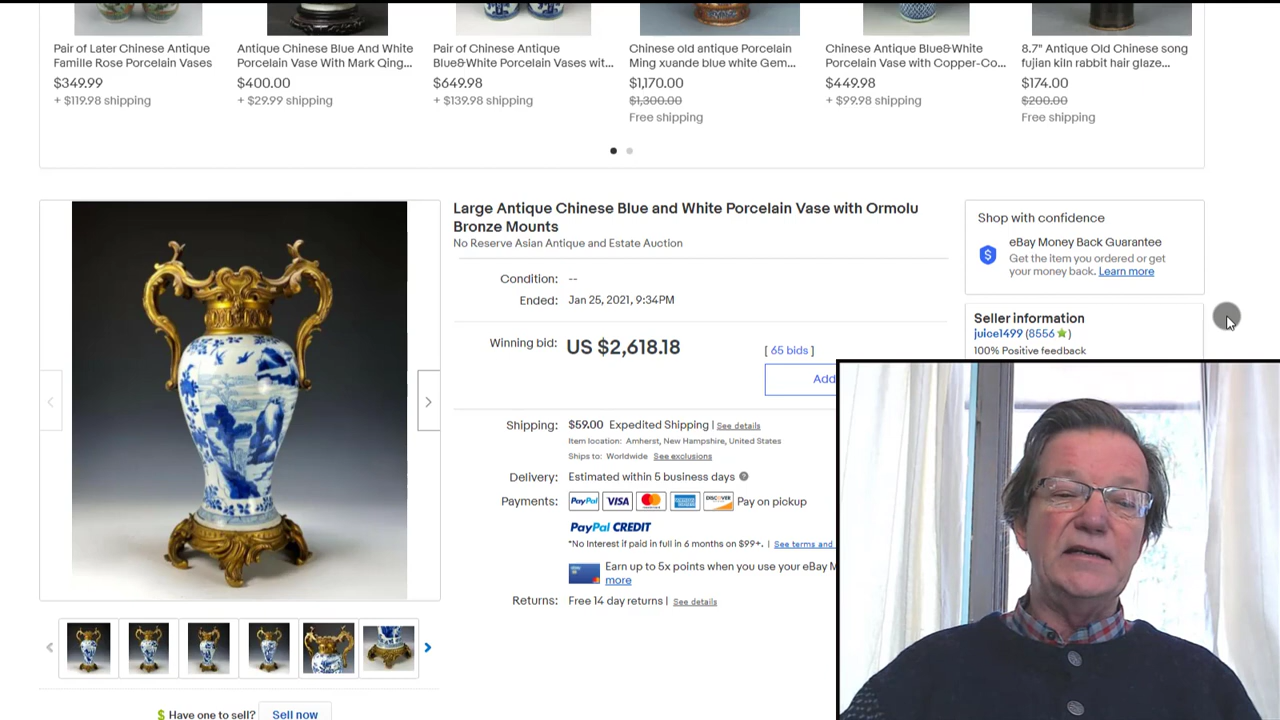 Pair of Later Chinese Antique
Famille Rose Porcelain Vases
$349.99
+ $119.98 shipping
Antique Chinese Blue And White
Porcelain Vase With Mark Qing...
$400.00
+ $29.99 shipping
Pair of Chinese Antique
Blue&White Porcelain Vases wit...
$649.98
+ $139.98 shipping
Chinese old antique Porcelain
Ming xuande blue white Gem...
$1,170.00
$1,300.00
Free shipping
Chinese Antique Blue&White
Porcelain Vase with Copper-Co...
$449.98
+ $99.98 shipping
8.7" Antique Old Chinese song
fujian kiln rabbit hair glaze...
$174.00
$200.00
Free shipping
Large Antique Chinese Blue and White Porcelain Vase with Ormolu
Bronze Mounts
No Reserve Asian Antique and Estate Auction
Condition: --
Ended: Jan 25, 2021, 9:34PM
Winning bid: US $2,618.18 [ 65 bids ]
Add
Shipping: $59.00 Expedited Shipping | See details
Item location: Amherst, New Hampshire, United States
Ships to: Worldwide See exclusions
Delivery: Estimated within 5 business days
Payments: PayPal VISA MasterCard AMERICAN EXPRESS DISCOVER Pay on pickup
PayPal CREDIT
*No Interest if paid in full in 6 months on $99+. | See terms and
Earn up to 5x points when you use your eBay M
more
Returns: Free 14 day returns | See details
Shop with confidence
eBay Money Back Guarantee
Get the item you ordered or get
your money back. Learn more
Seller information
juice1499 (8556)
100% Positive feedback
Have one to sell? Sell now